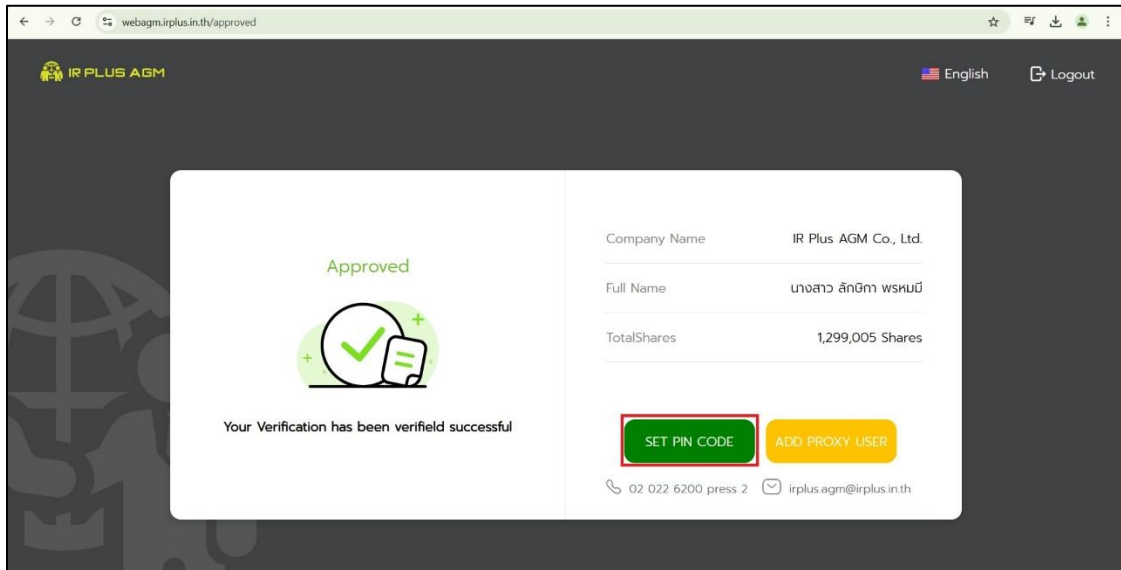 webagm.irplus.in.th/approved
IR PLUS AGM
English
Logout
Approved
Your Verification has been verifield successful
Company Name IR Plus AGM Co., Ltd.
Full Name นางสาว ลักษิกา พรหมมี
TotalShares 1,299,005 Shares
SET PIN CODE
ADD PROXY USER
02 022 6200 press 2
irplus.agm@irplus.in.th